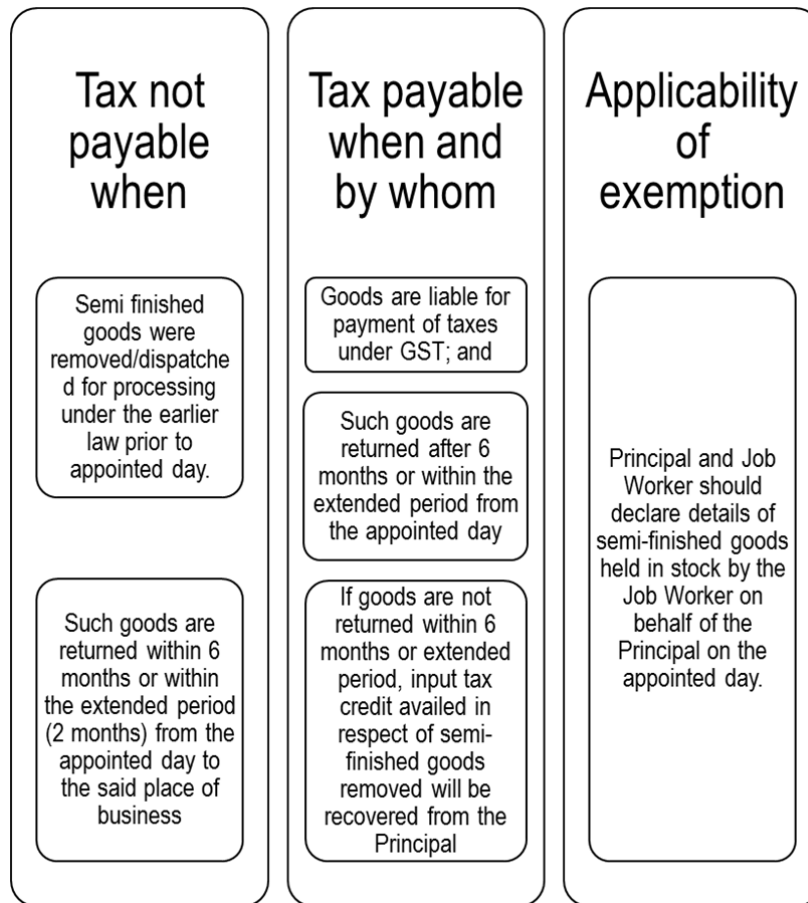 Tax not
payable
when
Semi finished
goods were
removed/dispatche
d for processing
under the earlier
law prior to
appointed day.
Such goods are
returned within 6
months or within
the extended period
(2 months) from the
appointed day to
the said place of
business
Tax payable
when and
by whom
Goods are liable for
payment of taxes
under GST; and
Such goods are
returned after 6
months or within the
extended period from
the appointed day
If goods are not
returned within 6
months or extended
period, input tax
credit availed in
respect of semi-
finished goods
removed will be
recovered from the
Principal
Applicability
of
exemption
Principal and Job
Worker should
declare details of
semi-finished goods
held in stock by the
Job Worker on
behalf of the
Principal on the
appointed day.